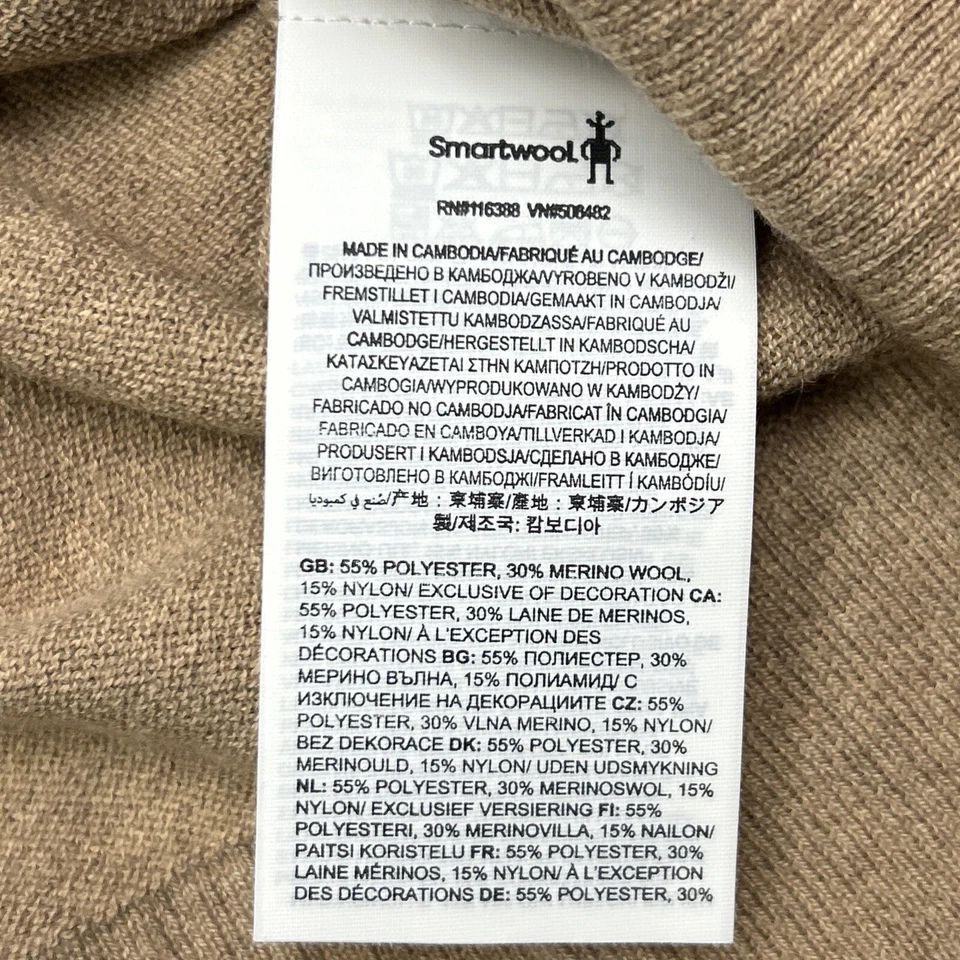 Smartwool
RN#116388 VN#508482
MADE IN CAMBODIA/FABRIQUÉ AU CAMBODGE/
ПРОИЗВЕДЕНО В КАМБОДЖА/VYROBENO V KAMBODŽI/
FREMSTILLET I CAMBODIA/GEMAAKT IN CAMBODJA/
VALMISTETTU KAMBODZASSA/FABRIQUÉ AU
CAMBODGE/HERGESTELLT IN KAMBODSCHA/
ΚΑΤΑΣΚΕΥΑΖΕΤΑΙ ΣΤΗΝ ΚΑΜΠΟΤΖΗ/PRODOTTO IN
CAMBOGIA/WYPRODUKOWANO W KAMBODŻY/
FABRICADO NO CAMBODJA/FABRICAT ÎN CAMBODGIA/
FABRICADO EN CAMBOYA/TILLVERKAD I KAMBODJA/
PRODUSERT I KAMBODSJA/СДЕЛАНО В КАМБОДЖЕ/
ВИГОТОВЛЕНО В КАМБОДЖІ/FRAMLEITT Í KAMBÓDÍU/
صُنع في كمبوديا/产地：柬埔寨/產地：柬埔寨/カンボジア
製/제조국: 캄보디아
GB: 55% POLYESTER, 30% MERINO WOOL,
15% NYLON/ EXCLUSIVE OF DECORATION CA:
55% POLYESTER, 30% LAINE DE MERINOS,
15% NYLON/ À L'EXCEPTION DES
DÉCORATIONS BG: 55% ПОЛИЕСТЕР, 30%
МЕРИНО ВЪЛНА, 15% ПОЛИАМИД/ С
ИЗКЛЮЧЕНИЕ НА ДЕКОРАЦИИТЕ CZ: 55%
POLYESTER, 30% VLNA MERINO, 15% NYLON/
BEZ DEKORACE DK: 55% POLYESTER, 30%
MERINOULD, 15% NYLON/ UDEN UDSMYKNING
NL: 55% POLYESTER, 30% MERINOSWOL, 15%
NYLON/ EXCLUSIEF VERSIERING FI: 55%
POLYESTERI, 30% MERINOVILLA, 15% NAILON/
PAITSI KORISTELU FR: 55% POLYESTER, 30%
LAINE MÉRINOS, 15% NYLON/ À L'EXCEPTION
DES DÉCORATIONS DE: 55% POLYESTER, 30%